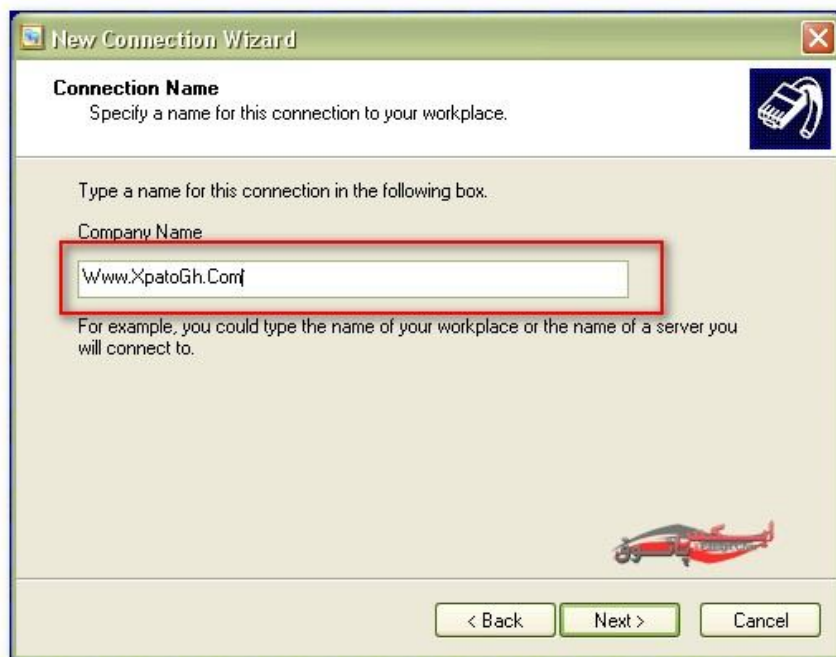 New Connection Wizard
Connection Name
Specify a name for this connection to your workplace.
Type a name for this connection in the following box.
Company Name
Www.XpatoGh.Com
For example, you could type the name of your workplace or the name of a server you
will connect to.
< Back
Next >
Cancel